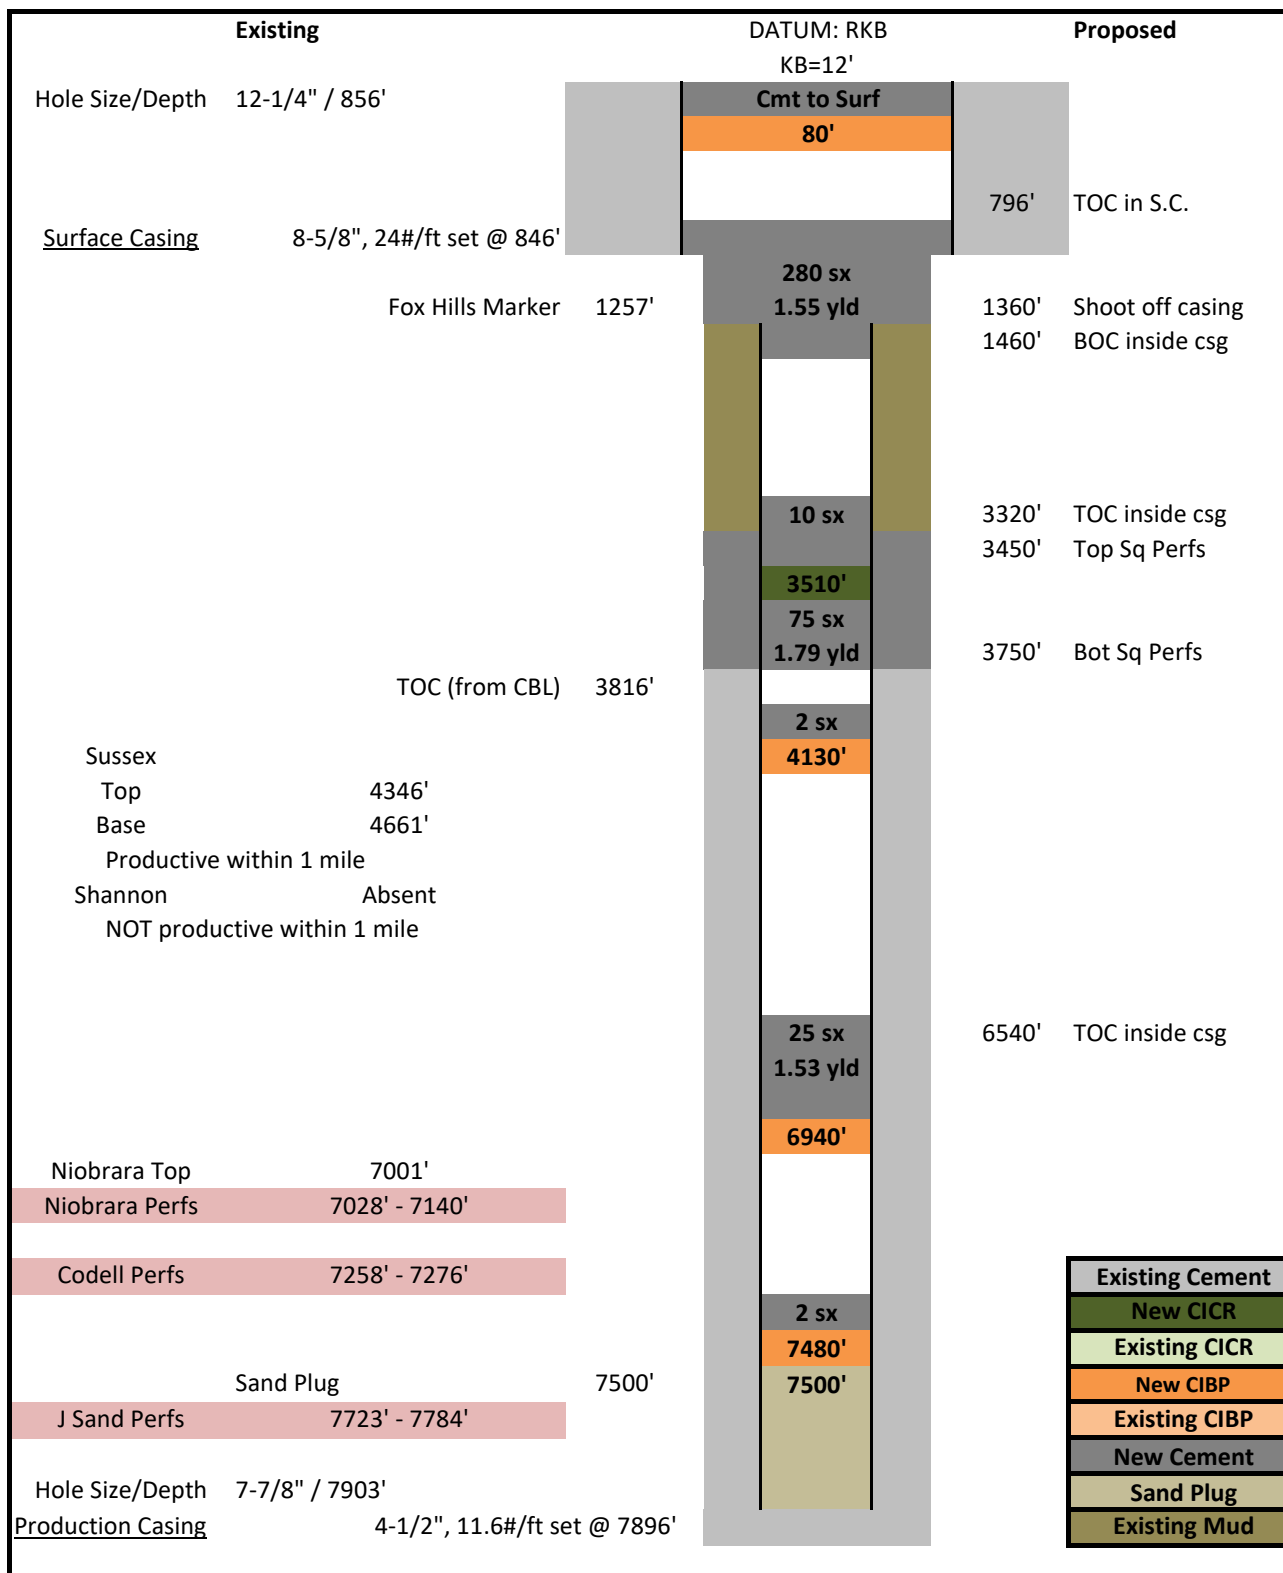 Existing DATUM: RKB Proposed
KB=12'
Hole Size/Depth 12-1/4" / 856' Cmt to Surf
80'
796' TOC in S.C.
Surface Casing 8-5/8", 24#/ft set @ 846'
280 sx
Fox Hills Marker 1257' 1.55 yld 1360' Shoot off casing
1460' BOC inside csg
10 sx 3320' TOC inside csg
3450' Top Sq Perfs
3510'
75 sx
1.79 yld 3750' Bot Sq Perfs
TOC (from CBL) 3816'
2 sx
Sussex 4130'
Top 4346'
Base 4661'
Productive within 1 mile
Shannon Absent
NOT productive within 1 mile
25 sx 6540' TOC inside csg
1.53 yld
6940'
Niobrara Top 7001'
Niobrara Perfs 7028' - 7140'
Codell Perfs 7258' - 7276' Existing Cement
2 sx New CICR
7480' Existing CICR
Sand Plug 7500' 7500' New CIBP
J Sand Perfs 7723' - 7784' Existing CIBP
New Cement
Hole Size/Depth 7-7/8" / 7903' Sand Plug
Production Casing 4-1/2", 11.6#/ft set @ 7896' Existing Mud